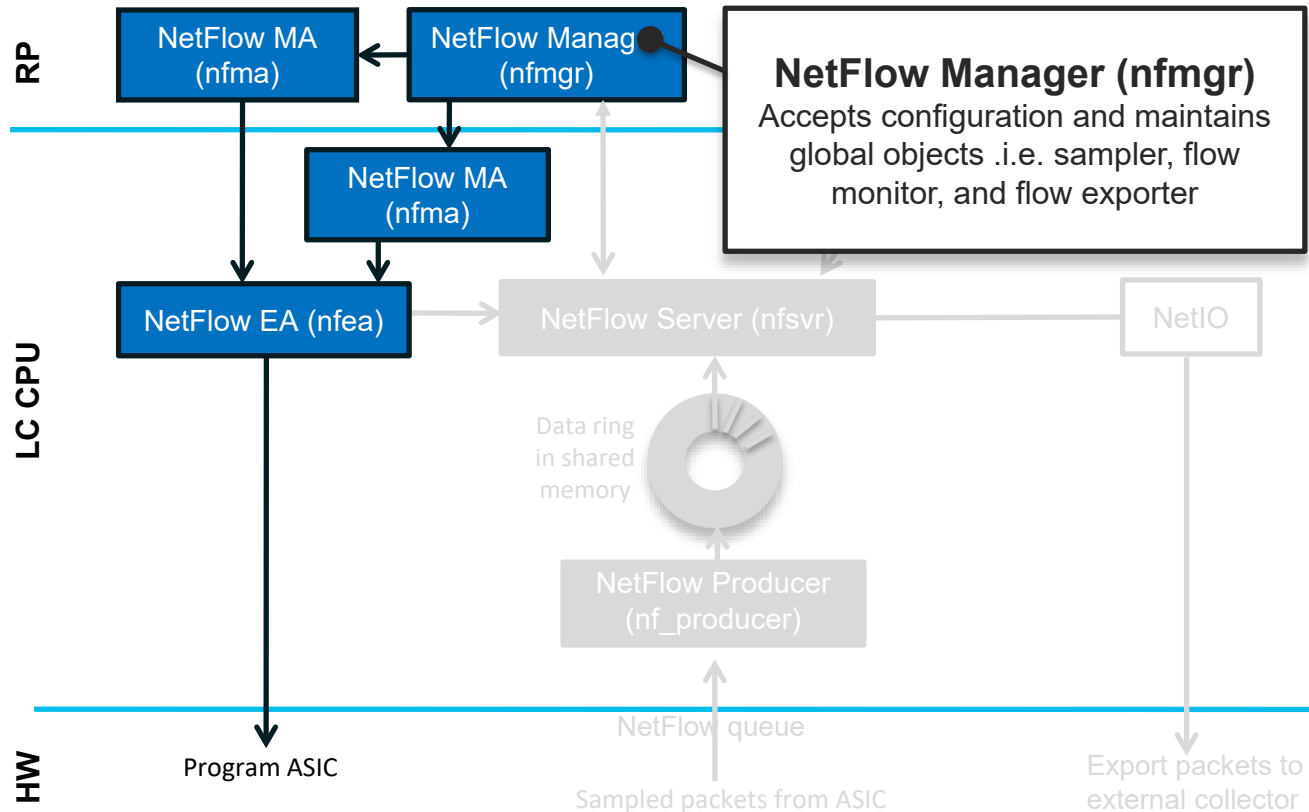 RP
NetFlow MA
(nfma)
NetFlow Manag
(nfmgr)
NetFlow Manager (nfmgr)
Accepts configuration and maintains
global objects .i.e. sampler, flow
monitor, and flow exporter
LC CPU
NetFlow MA
(nfma)
NetFlow EA (nfea)
NetFlow Server (nfsvr)
NetIO
Data ring
in shared
memory
NetFlow Producer
(nf_producer)
HW
NetFlow queue
Program ASIC
Sampled packets from ASIC
Export packets to
external collector